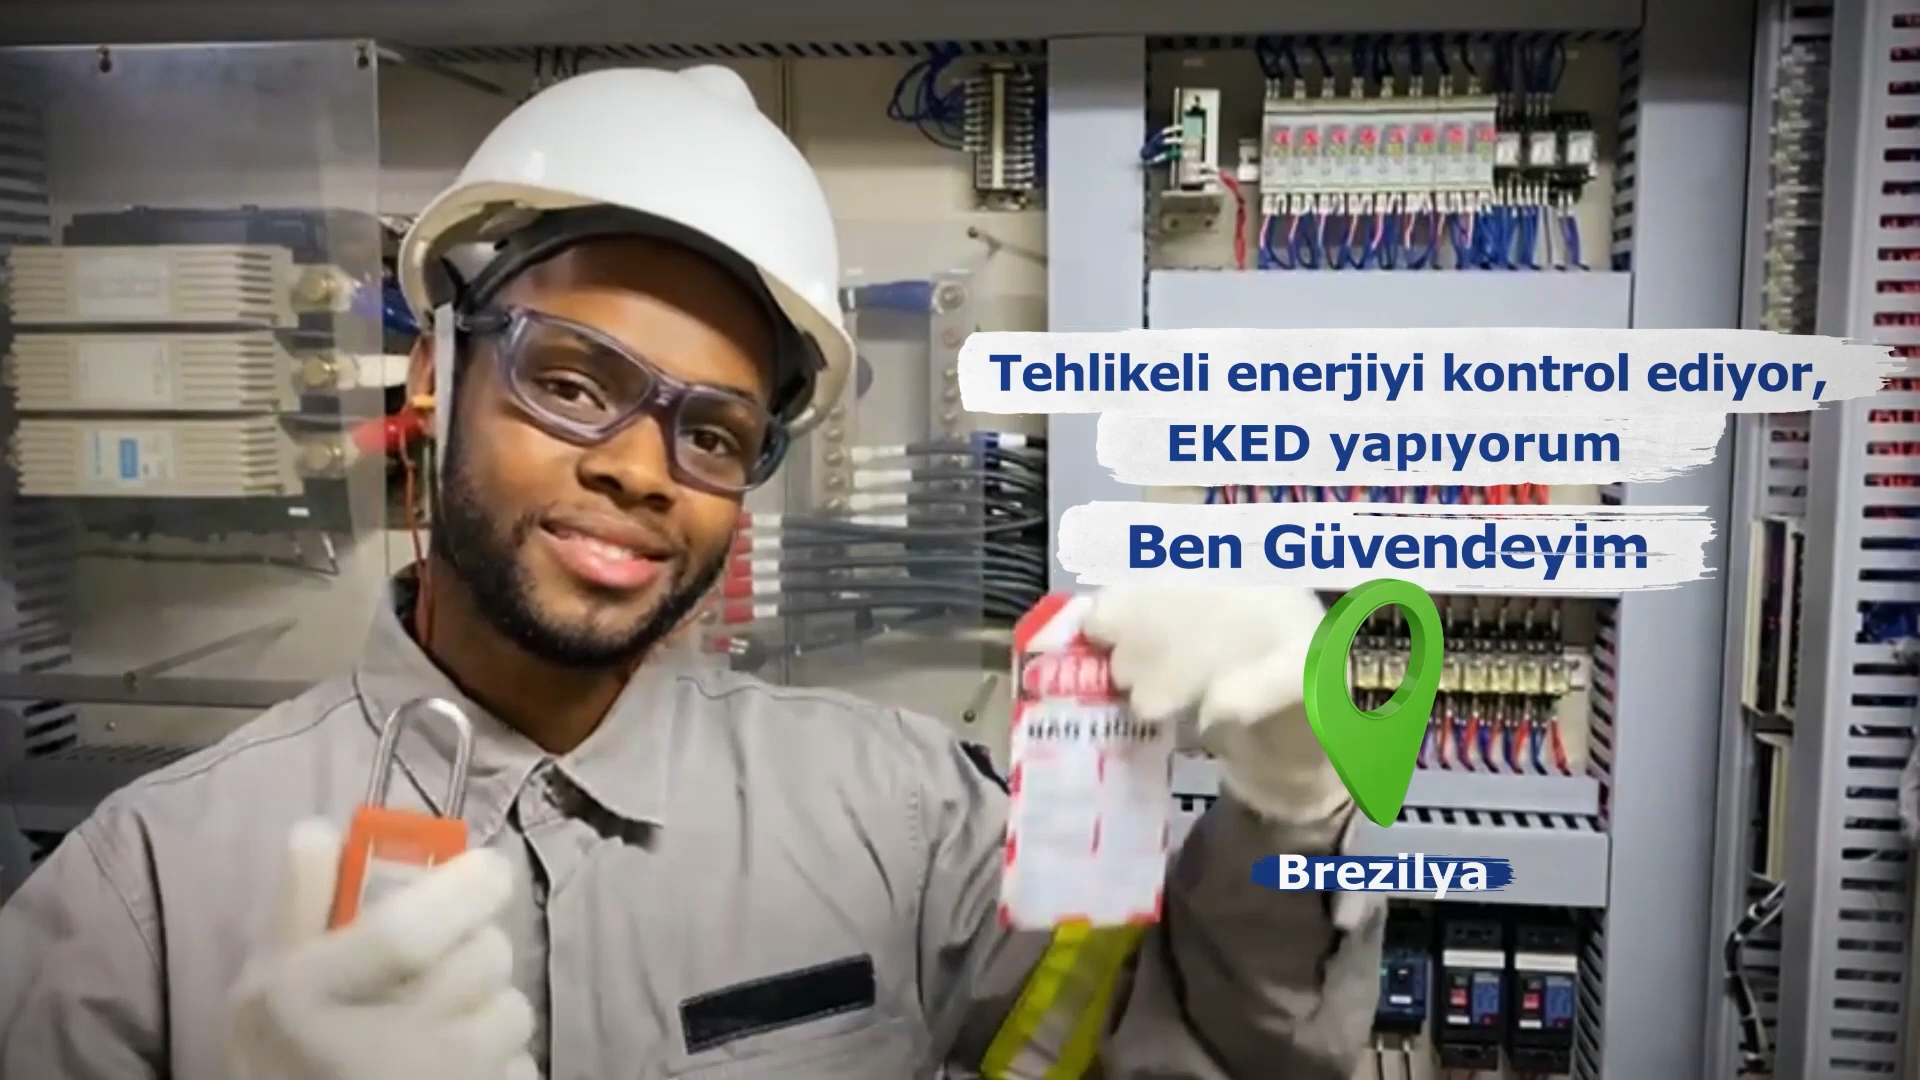 Tehlikeli enerjiyi kontrol ediyor,
EKED yapıyorum
Ben Güvendeyim
Brezilya